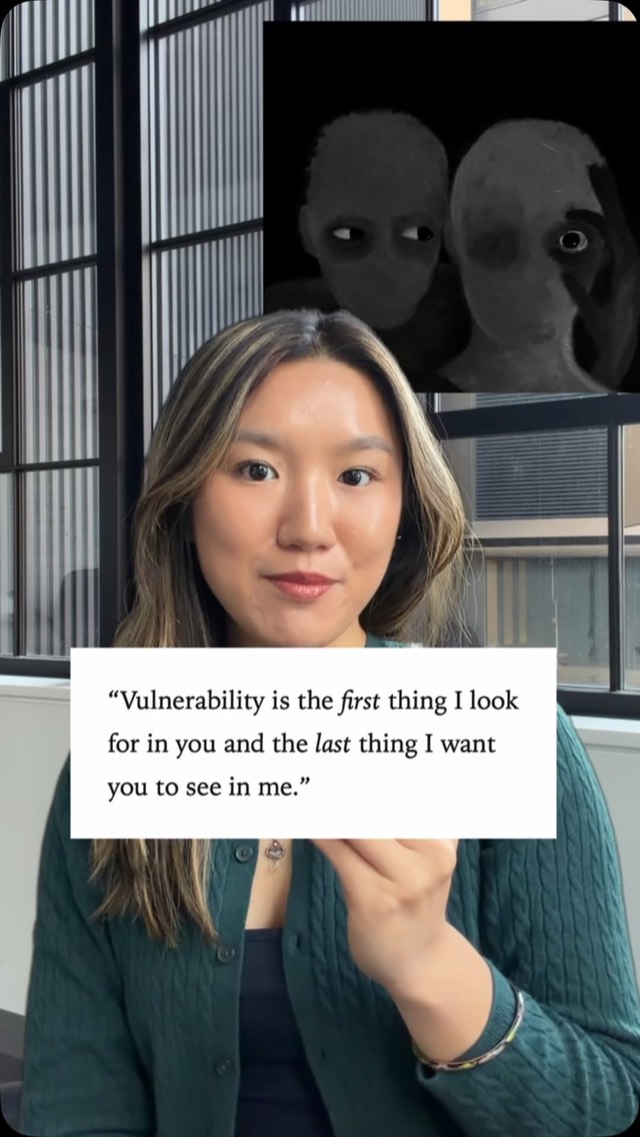 “Vulnerability is the first thing I look
for in you and the last thing I want
you to see in me.”